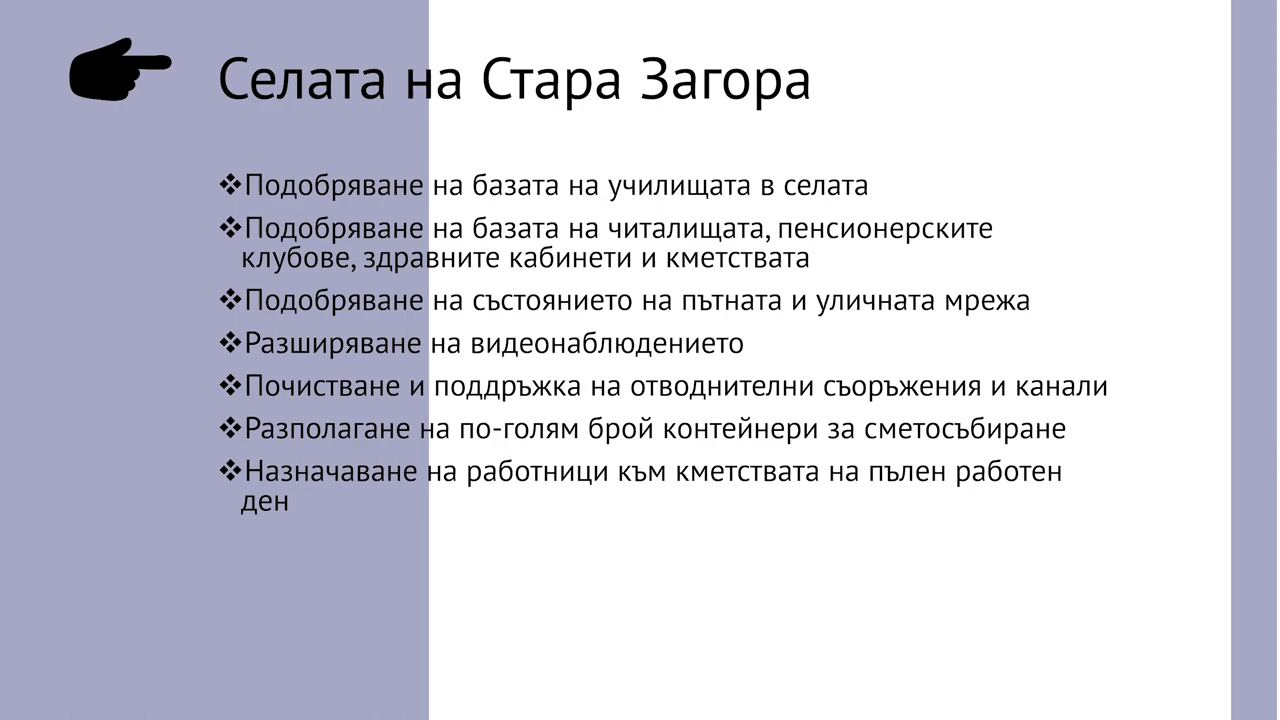 Селата на Стара Загора
❖Подобряване на базата на училищата в селата
❖Подобряване на базата на читалищата, пенсионерските
клубове, здравните кабинети и кметствата
❖Подобряване на състоянието на пътната и уличната мрежа
❖Разширяване на видеонаблюдението
❖Почистване и поддръжка на отводнителни съоръжения и канали
❖Разполагане на по-голям брой контейнери за сметосъбиране
❖Назначаване на работници към кметствата на пълен работен
ден